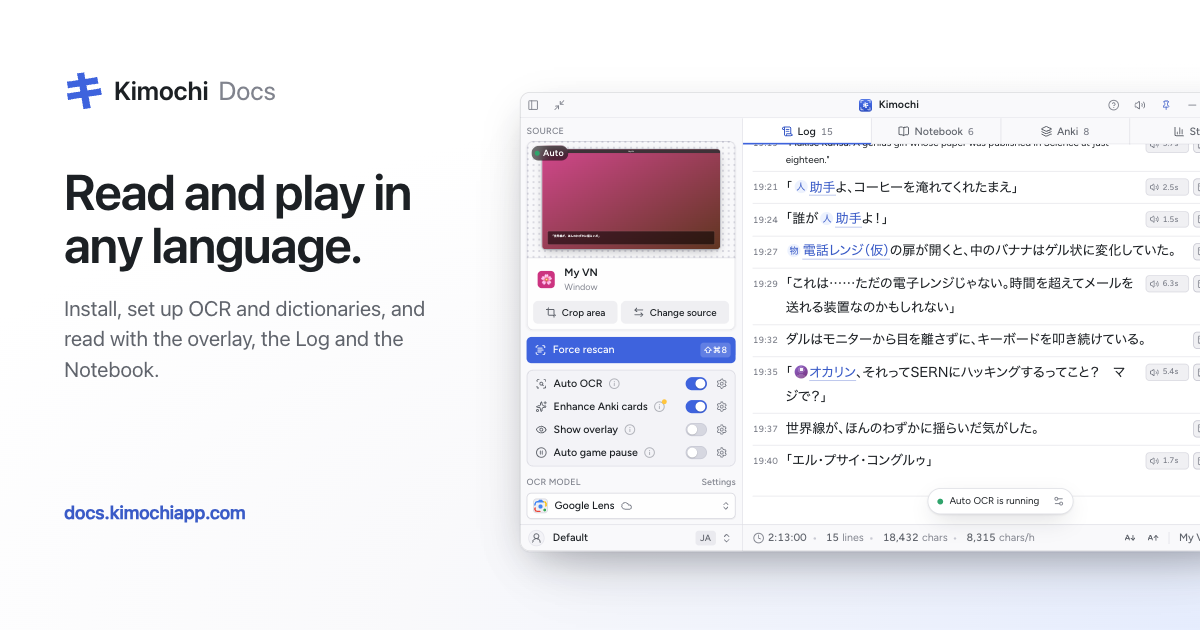 Kimochi Docs
Read and play in
any language.
Install, set up OCR and dictionaries, and
read with the overlay, the Log and the
Notebook.
docs.kimochiapp.com
Kimochi
SOURCE
Auto
My VN
Window
Crop area
Change source
Force rescan
⇧⌘8
Auto OCR
Enhance Anki cards
Show overlay
Auto game pause
OCR MODEL
Settings
Google Lens
Default
JA
Log 15
Notebook 6
Anki 8
St
eighteen."
19:21 「人 助手よ、コーヒーを淹れてくれたまえ」 2.5s
19:24 「誰が 人 助手よ！」 1.5s
19:27 物 電話レンジ（仮）の扉が開くと、中のバナナはゲル状に変化していた。
19:29 「これは……ただの電子レンジじゃない。時間を超えてメールを 6.3s
送れる装置なのかもしれない」
19:32 ダルはモニターから目を離さずに、キーボードを叩き続けている。
19:35 「オカリン、それってSERNにハッキングするってこと？　マ 5.4s
ジで？」
19:37 世界線が、ほんのわずかに揺らいだ気がした。
19:40 「エル・プサイ・コングルゥ」 1.7s
Auto OCR is running
2:13:00 • 15 lines • 18,432 chars • 8,315 chars/h
A↓ A↑ My V